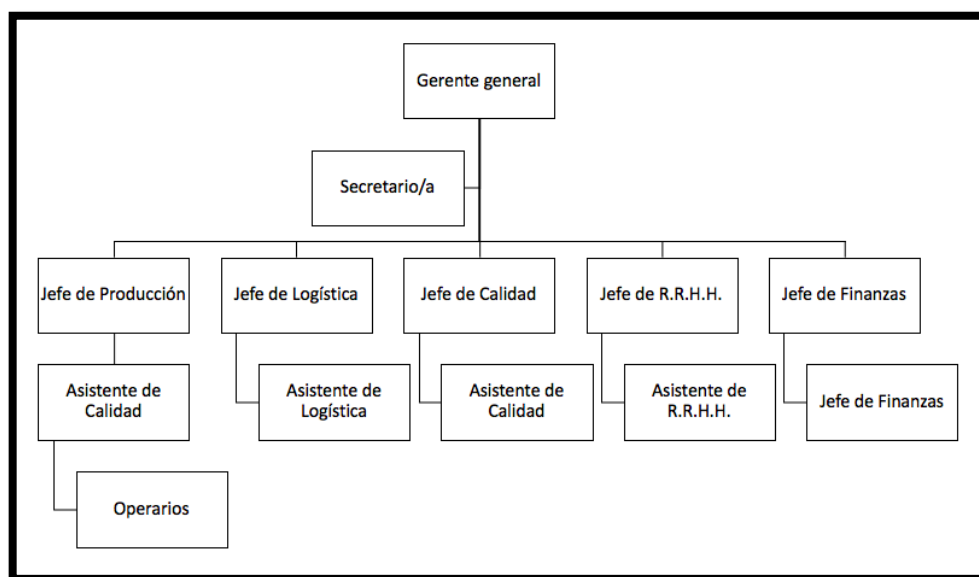 Gerente general
Secretario/a
Jefe de Producción
Jefe de Logística
Jefe de Calidad
Jefe de R.R.H.H.
Jefe de Finanzas
Asistente de
Calidad
Asistente de
Logística
Asistente de
Calidad
Asistente de
R.R.H.H.
Jefe de Finanzas
Operarios